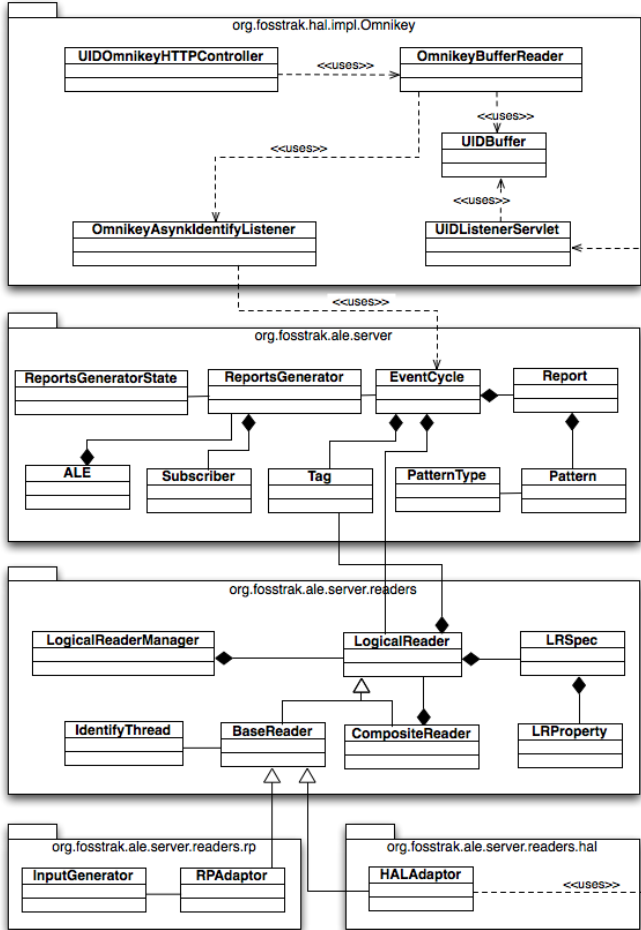 org.fosstrak.hal.impl.Omnikey
UIDOmnikeyHTTPController
<<uses>>
OmnikeyBufferReader
<<uses>>
UIDBuffer
<<uses>>
<<uses>>
OmnikeyAsynkIdentifyListener
UIDListenerServlet
<<uses>>
org.fosstrak.ale.server
ReportsGeneratorState
ReportsGenerator
EventCycle
Report
ALE
Subscriber
Tag
PatternType
Pattern
org.fosstrak.ale.server.readers
LogicalReaderManager
LogicalReader
LRSpec
IdentifyThread
BaseReader
CompositeReader
LRProperty
org.fosstrak.ale.server.readers.rp
org.fosstrak.ale.server.readers.hal
InputGenerator
RPAdaptor
HALAdaptor
<<uses>>